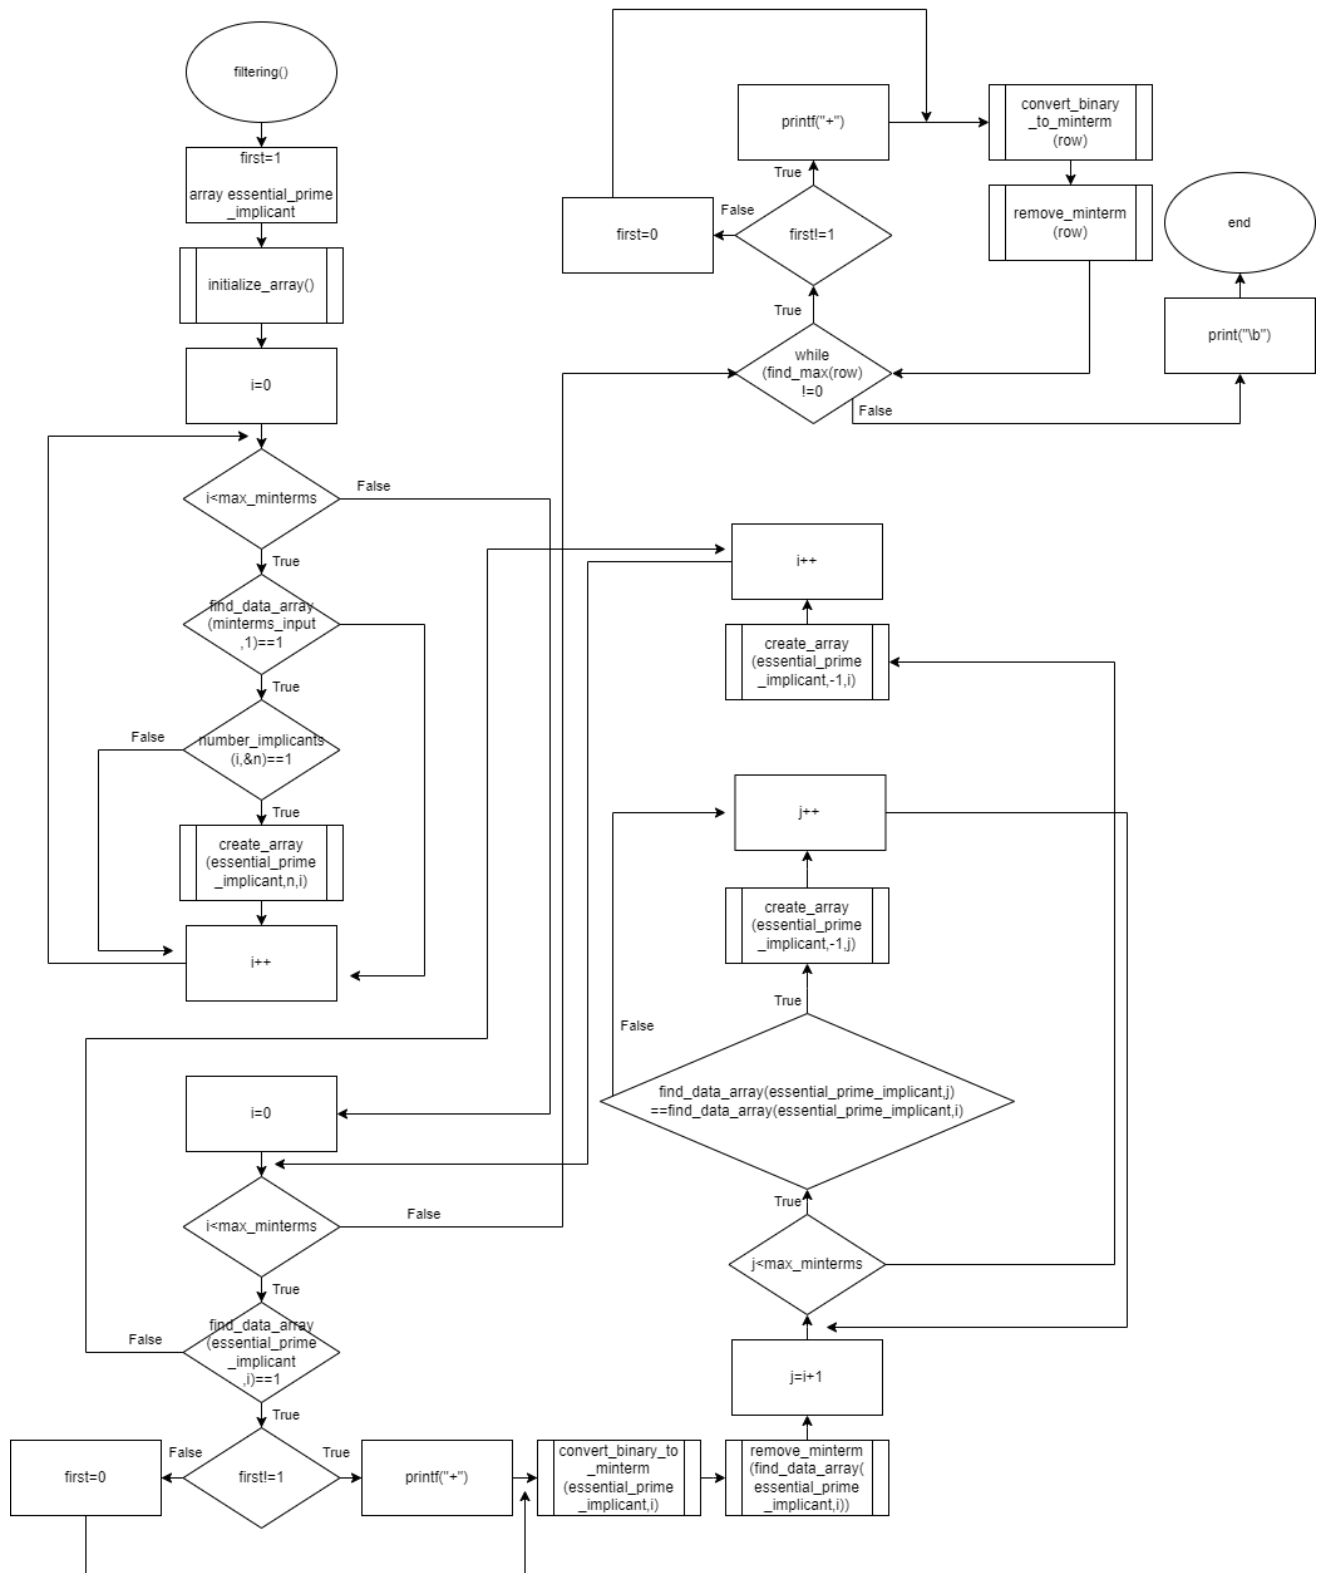 filtering()
first=1
array essential_prime
_implicant
initialize_array()
i=0
i<max_minterms
False
True
find_data_array
(minterms_input
,1)==1
True
False
number_implicants
(i,&n)==1
True
create_array
(essential_prime
_implicant,n,i)
i++
i=0
i<max_minterms
False
True
False
find_data_array
(essential_prime
_implicant
,i)==1
True
False
True
first=0
first!=1
printf("+")
convert_binary_to
_minterm
(essential_prime
_implicant,i)
remove_minterm
(find_data_array(
essential_prime
_implicant,i))
j=i+1
j<max_minterms
True
find_data_array(essential_prime_implicant,j)
==find_data_array(essential_prime_implicant,i)
False
True
create_array
(essential_prime
_implicant,-1,j)
j++
create_array
(essential_prime
_implicant,-1,i)
i++
while
(find_max(row)
!=0
False
True
first!=1
False
True
first=0
printf("+")
convert_binary
_to_minterm
(row)
remove_minterm
(row)
print("\b")
end